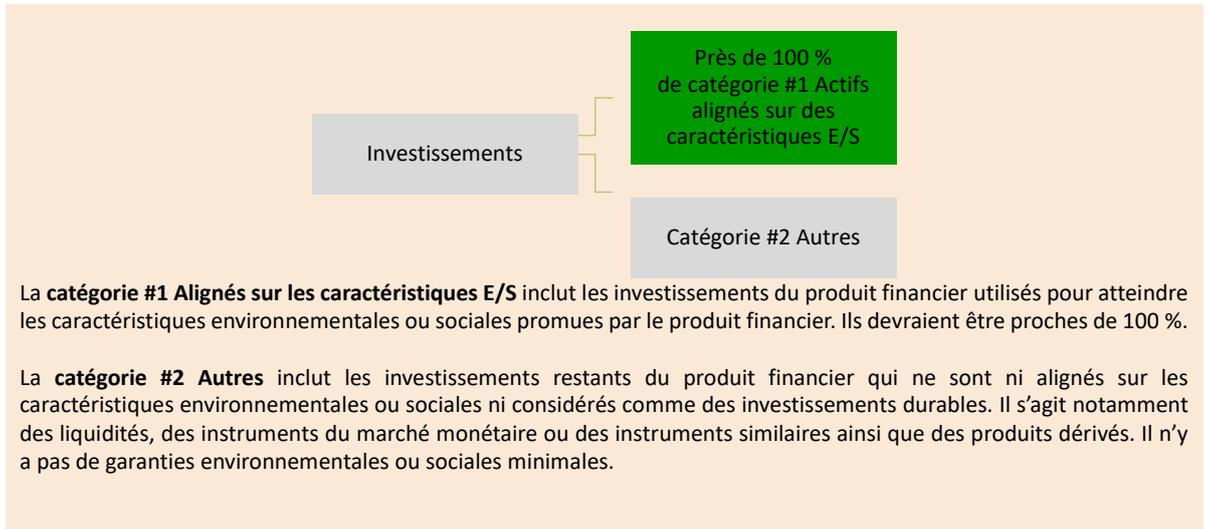 Près de 100 %
de catégorie #1 Actifs
alignés sur des
caractéristiques E/S
Investissements
Catégorie #2 Autres
La catégorie #1 Alignés sur les caractéristiques E/S inclut les investissements du produit financier utilisés pour atteindre
les caractéristiques environnementales ou sociales promues par le produit financier. Ils devraient être proches de 100 %.
La catégorie #2 Autres inclut les investissements restants du produit financier qui ne sont ni alignés sur les
caractéristiques environnementales ou sociales ni considérés comme des investissements durables. Il s’agit notamment
des liquidités, des instruments du marché monétaire ou des instruments similaires ainsi que des produits dérivés. Il n’y
a pas de garanties environnementales ou sociales minimales.